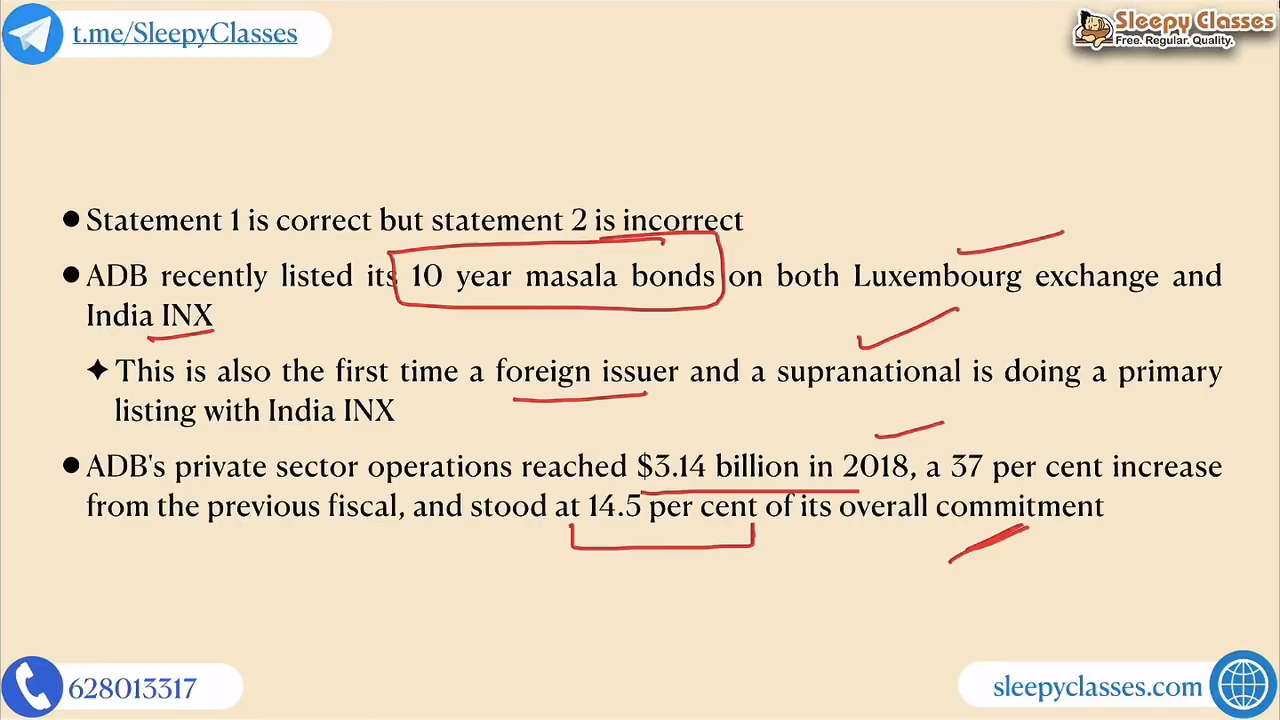 t.me/SleepyClasses
Sleepy Classes
Free. Regular. Quality.
● Statement 1 is correct but statement 2 is incorrect
● ADB recently listed its 10 year masala bonds on both Luxembourg exchange and
India INX
✦ This is also the first time a foreign issuer and a supranational is doing a primary
listing with India INX
● ADB's private sector operations reached $3.14 billion in 2018, a 37 per cent increase
from the previous fiscal, and stood at 14.5 per cent of its overall commitment
628013317
sleepyclasses.com